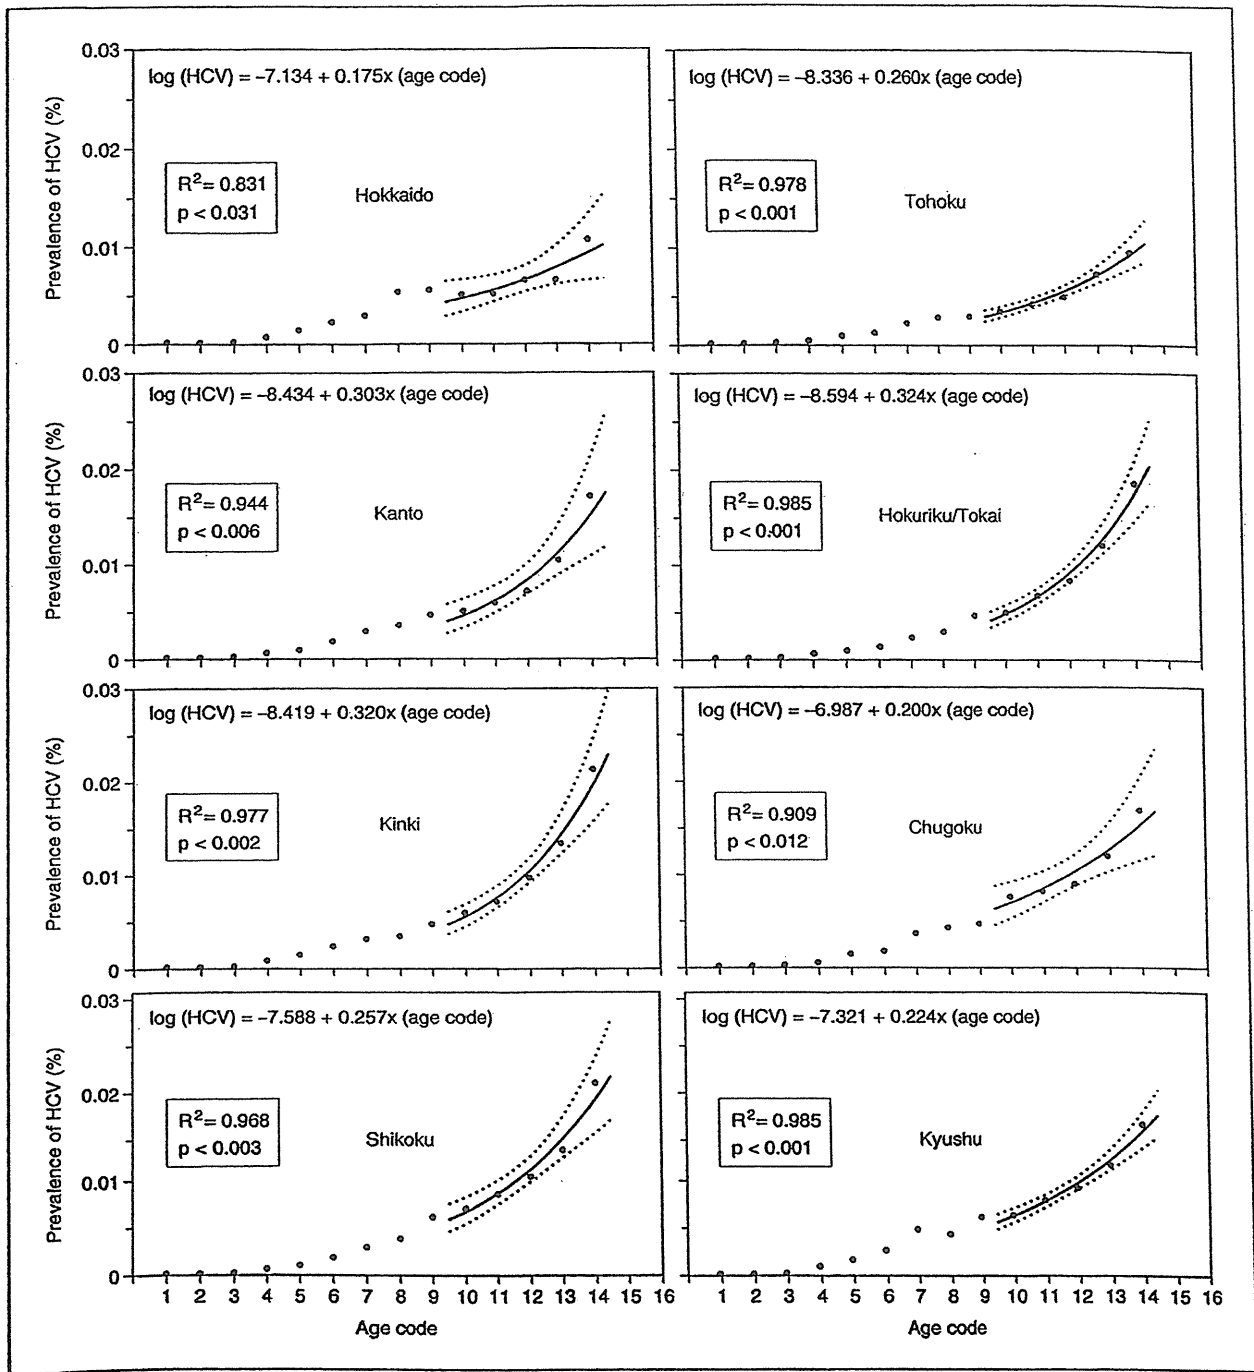 log (HCV) = –7.134 + 0.175x (age code)
R2= 0.831
p < 0.031
Hokkaido
log (HCV) = –8.336 + 0.260x (age code)
R2= 0.978
p < 0.001
Tohoku
Prevalence of HCV (%)
0.03
0.02
0.01
0
log (HCV) = –8.434 + 0.303x (age code)
R2= 0.944
p < 0.006
Kanto
log (HCV) = –8.594 + 0.324x (age code)
R2= 0.985
p < 0.001
Hokuriku/Tokai
Prevalence of HCV (%)
0.03
0.02
0.01
0
log (HCV) = –8.419 + 0.320x (age code)
R2= 0.977
p < 0.002
Kinki
log (HCV) = –6.987 + 0.200x (age code)
R2= 0.909
p < 0.012
Chugoku
Prevalence of HCV (%)
0.03
0.02
0.01
0
log (HCV) = –7.588 + 0.257x (age code)
R2= 0.968
p < 0.003
Shikoku
log (HCV) = –7.321 + 0.224x (age code)
R2= 0.985
p < 0.001
Kyushu
Prevalence of HCV (%)
0.03
0.02
0.01
0
1 2 3 4 5 6 7 8 9 10 11 12 13 14 15 16
Age code
1 2 3 4 5 6 7 8 9 10 11 12 13 14 15 16
Age code